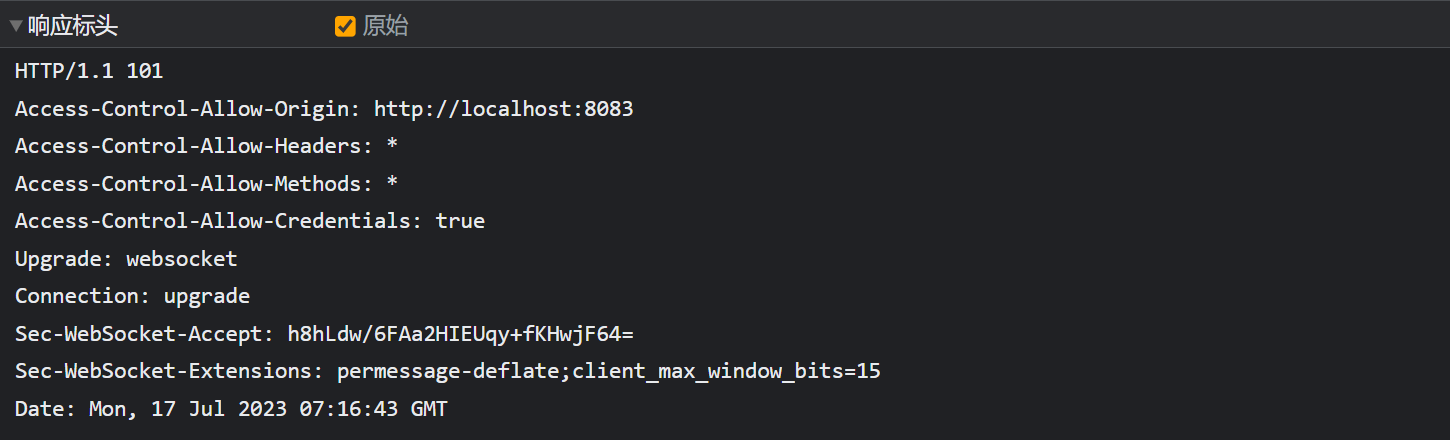 响应标头 原始
HTTP/1.1 101
Access-Control-Allow-Origin: http://localhost:8083
Access-Control-Allow-Headers: *
Access-Control-Allow-Methods: *
Access-Control-Allow-Credentials: true
Upgrade: websocket
Connection: upgrade
Sec-WebSocket-Accept: h8hLdw/6FAa2HIEUqy+fKHwjF64=
Sec-WebSocket-Extensions: permessage-deflate;client_max_window_bits=15
Date: Mon, 17 Jul 2023 07:16:43 GMT